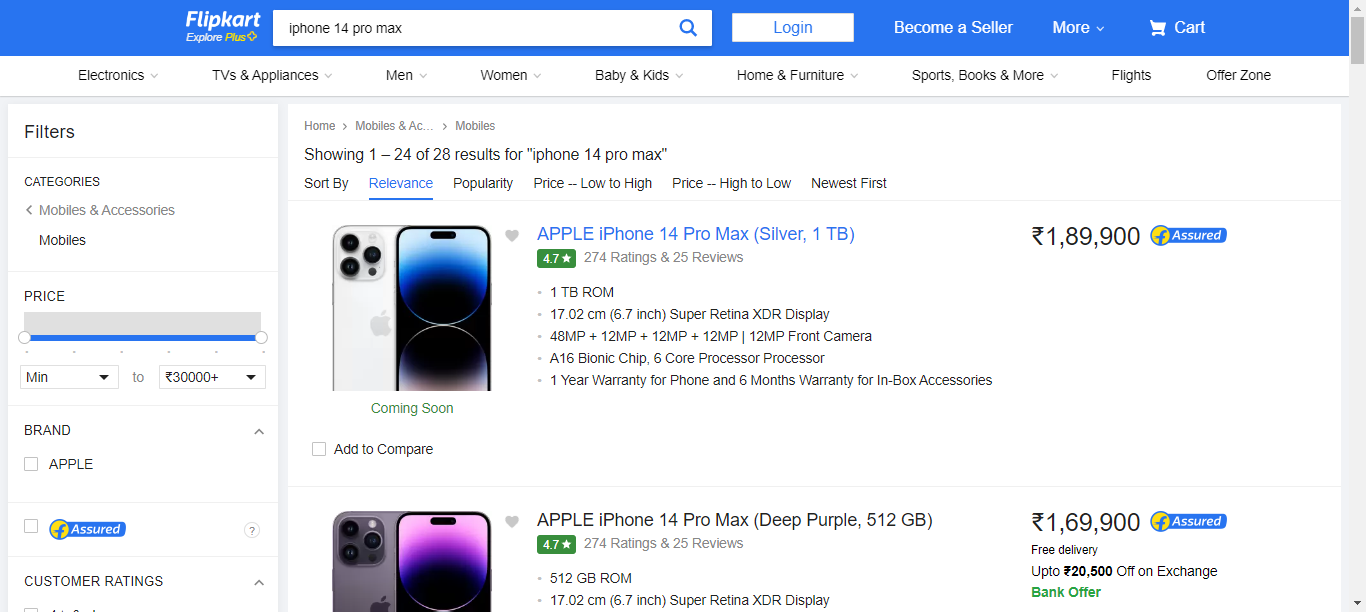 Flipkart
Explore Plus
iphone 14 pro max
Login
Become a Seller
More
Cart
Electronics
TVs & Appliances
Men
Women
Baby & Kids
Home & Furniture
Sports, Books & More
Flights
Offer Zone
Filters
CATEGORIES
Mobiles & Accessories
Mobiles
PRICE
Min
to
₹30000+
BRAND
APPLE
Assured
?
CUSTOMER RATINGS
Home
Mobiles & Ac...
Mobiles
Showing 1 – 24 of 28 results for "iphone 14 pro max"
Sort By
Relevance
Popularity
Price -- Low to High
Price -- High to Low
Newest First
APPLE iPhone 14 Pro Max (Silver, 1 TB)
4.7
274 Ratings & 25 Reviews
1 TB ROM
17.02 cm (6.7 inch) Super Retina XDR Display
48MP + 12MP + 12MP + 12MP | 12MP Front Camera
A16 Bionic Chip, 6 Core Processor Processor
1 Year Warranty for Phone and 6 Months Warranty for In-Box Accessories
₹1,89,900
Assured
Coming Soon
Add to Compare
APPLE iPhone 14 Pro Max (Deep Purple, 512 GB)
4.7
274 Ratings & 25 Reviews
512 GB ROM
17.02 cm (6.7 inch) Super Retina XDR Display
₹1,69,900
Assured
Free delivery
Upto ₹20,500 Off on Exchange
Bank Offer